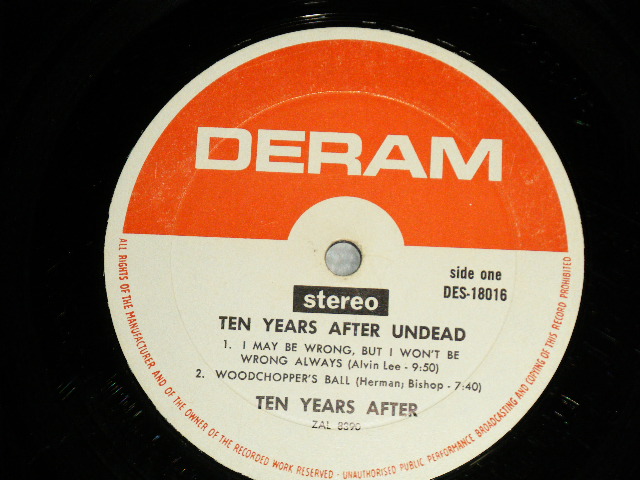 DERAM
side one
DES-18016
stereo
TEN YEARS AFTER UNDEAD
1. I MAY BE WRONG, BUT I WON'T BE
WRONG ALWAYS (Alvin Lee - 9:50)
2. WOODCHOPPER'S BALL (Herman; Bishop - 7:40)
TEN YEARS AFTER
ZAL 8390
ALL RIGHTS OF THE MANUFACTURER AND OF THE OWNER OF THE RECORDED WORK RESERVED - UNAUTHORISED PUBLIC PERFORMANCE BROADCASTING AND COPYING OF THIS RECORD PROHIBITED